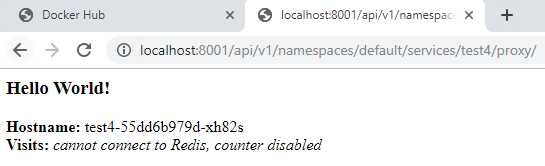 Docker Hub
localhost:8001/api/v1/namespaces
localhost:8001/api/v1/namespaces/default/services/test4/proxy/
Hello World!
Hostname: test4-55dd6b979d-xh82s
Visits: cannot connect to Redis, counter disabled